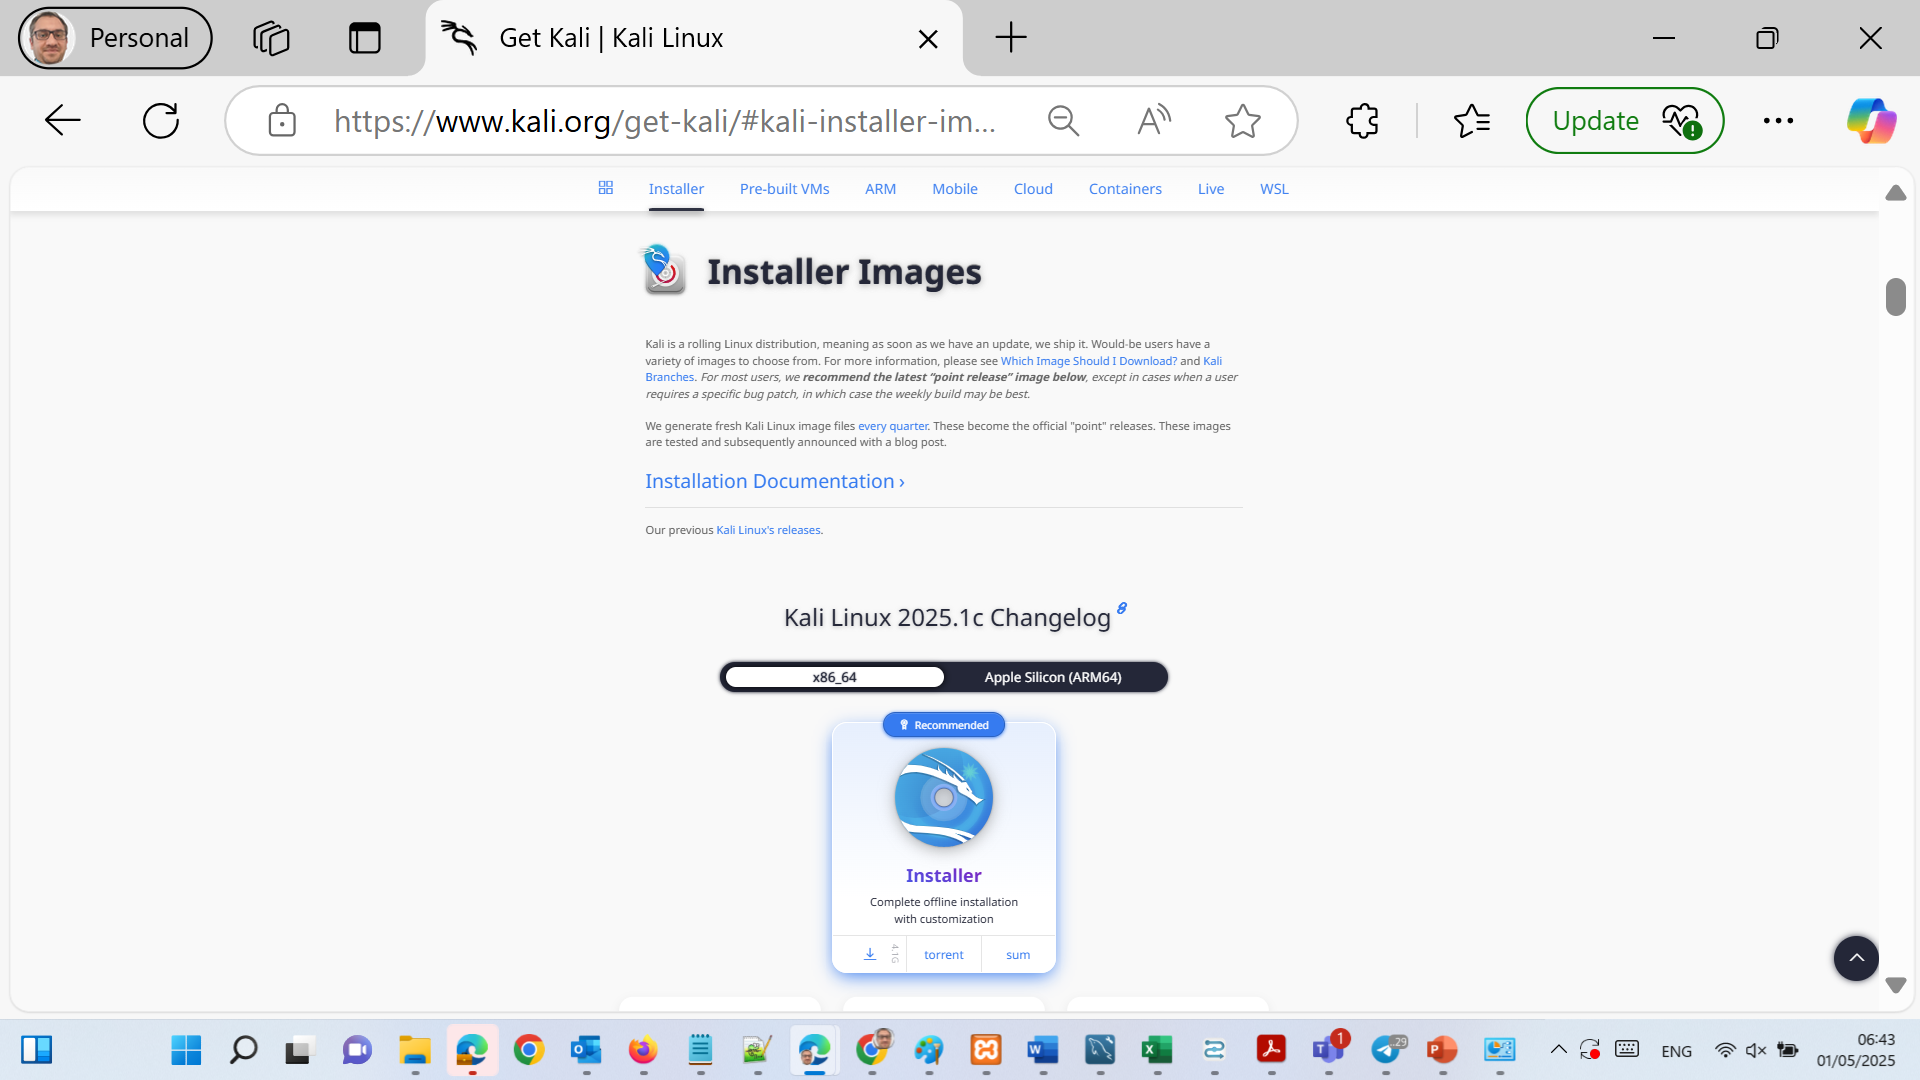 Personal
Get Kali | Kali Linux
https://www.kali.org/get-kali/#kali-installer-im...
Update
Installer
Pre-built VMs
ARM
Mobile
Cloud
Containers
Live
WSL
Installer Images
Kali is a rolling Linux distribution, meaning as soon as we have an update, we ship it. Would-be users have a
variety of images to choose from. For more information, please see Which Image Should I Download? and Kali
Branches. For most users, we recommend the latest “point release” image below, except in cases when a user
requires a specific bug patch, in which case the weekly build may be best.
We generate fresh Kali Linux image files every quarter. These become the official "point" releases. These images
are tested and subsequently announced with a blog post.
Installation Documentation ›
Our previous Kali Linux's releases.
Kali Linux 2025.1c Changelog
x86_64
Apple Silicon (ARM64)
Recommended
Installer
Complete offline installation
with customization
4.1G
torrent
sum
1
..29
ENG
06:43
01/05/2025